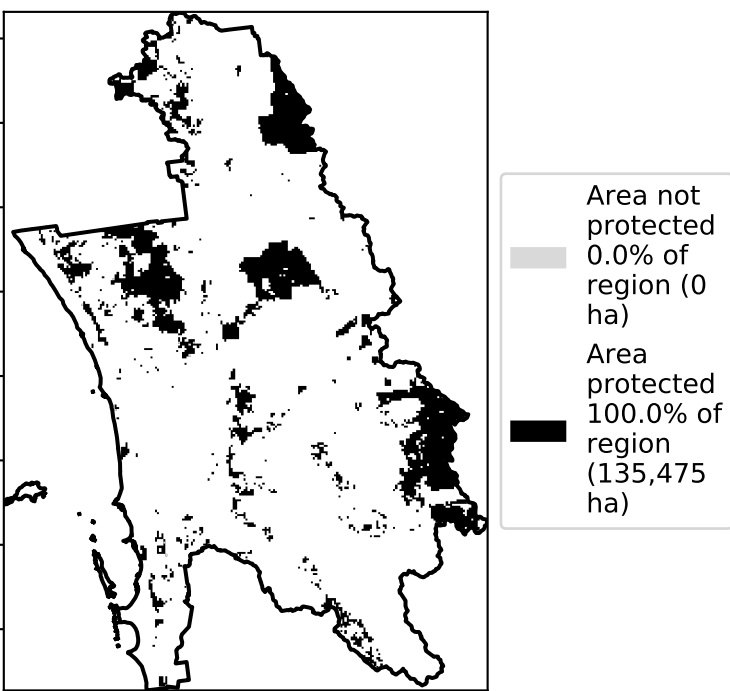 Area not
protected
0.0% of
region (0
ha)
Area
protected
100.0% of
region
(135,475
ha)